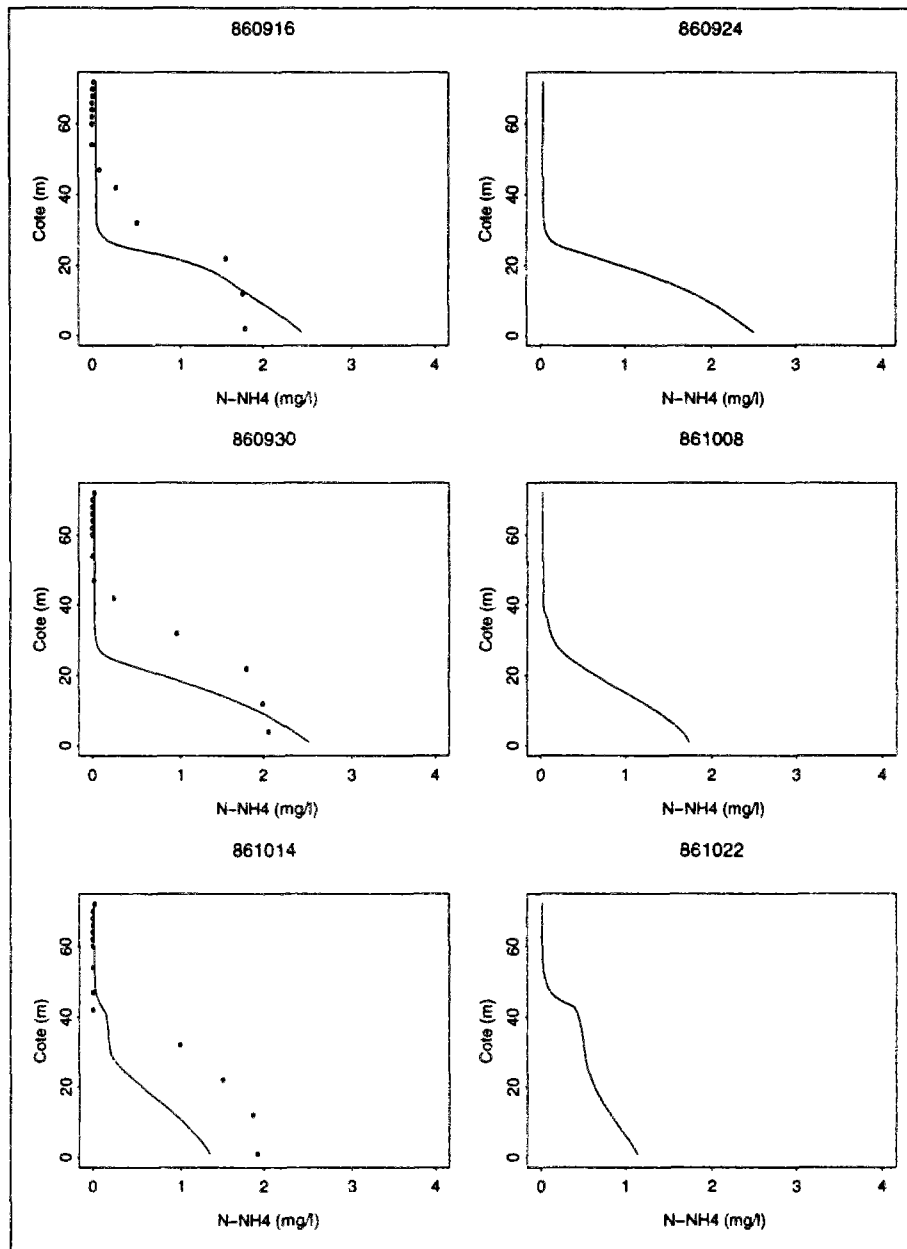 860916
860924
Cote (m)
0 20 40 60
0 1 2 3 4
N-NH4 (mg/l)
Cote (m)
0 20 40 60
0 1 2 3 4
N-NH4 (mg/l)
860930
861008
Cote (m)
0 20 40 60
0 1 2 3 4
N-NH4 (mg/l)
Cote (m)
0 20 40 60
0 1 2 3 4
N-NH4 (mg/l)
861014
861022
Cote (m)
0 20 40 60
0 1 2 3 4
N-NH4 (mg/l)
Cote (m)
0 20 40 60
0 1 2 3 4
N-NH4 (mg/l)